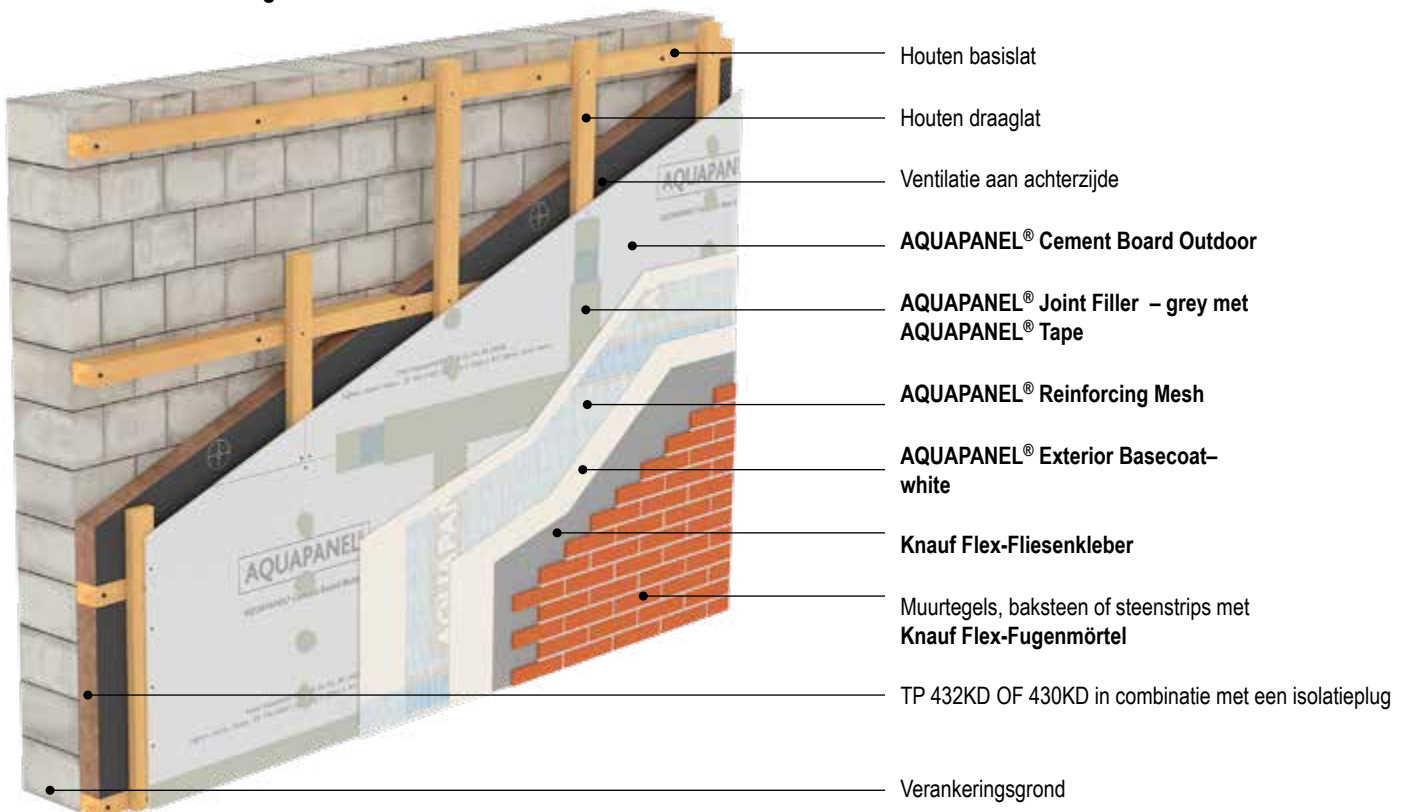 Houten basislat
Houten draaglat
Ventilatie aan achterzijde
AQUAPANEL® Cement Board Outdoor
AQUAPANEL® Joint Filler – grey met
AQUAPANEL® Tape
AQUAPANEL® Reinforcing Mesh
AQUAPANEL® Exterior Basecoat–
white
Knauf Flex-Fliesenkleber
Muurtegels, baksteen of steenstrips met
Knauf Flex-Fugenmörtel
TP 432KD OF 430KD in combinatie met een isolatieplug
Verankeringsgrond
AQUAPANEL
AQUAPANEL
AQUAPAN